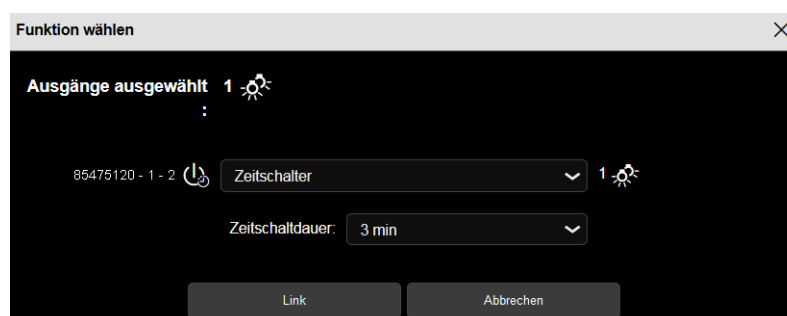 Funktion wählen
Ausgänge ausgewählt 1
:
85475120 - 1 - 2 Zeitschalter 1
Zeitschaltdauer: 3 min
Link Abbrechen